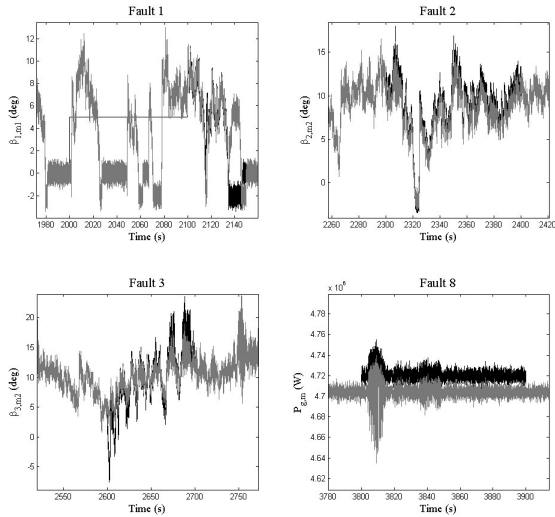 Fault 1
12
10
8
6
4
2
0
-2
β1,m1 (deg)
1980 2000 2020 2040 2060 2080 2100 2120 2140
Time (s)
Fault 2
15
10
5
0
β2,m2 (deg)
2260 2280 2300 2320 2340 2360 2380 2400 2420
Time (s)
Fault 3
20
15
10
5
0
-5
β3,m2 (deg)
2550 2600 2650 2700 2750
Time (s)
Fault 8
x 10^6
4.78
4.76
4.74
4.72
4.7
4.68
4.66
4.64
4.62
Pg,m (W)
3780 3800 3820 3840 3860 3880 3900
Time (s)